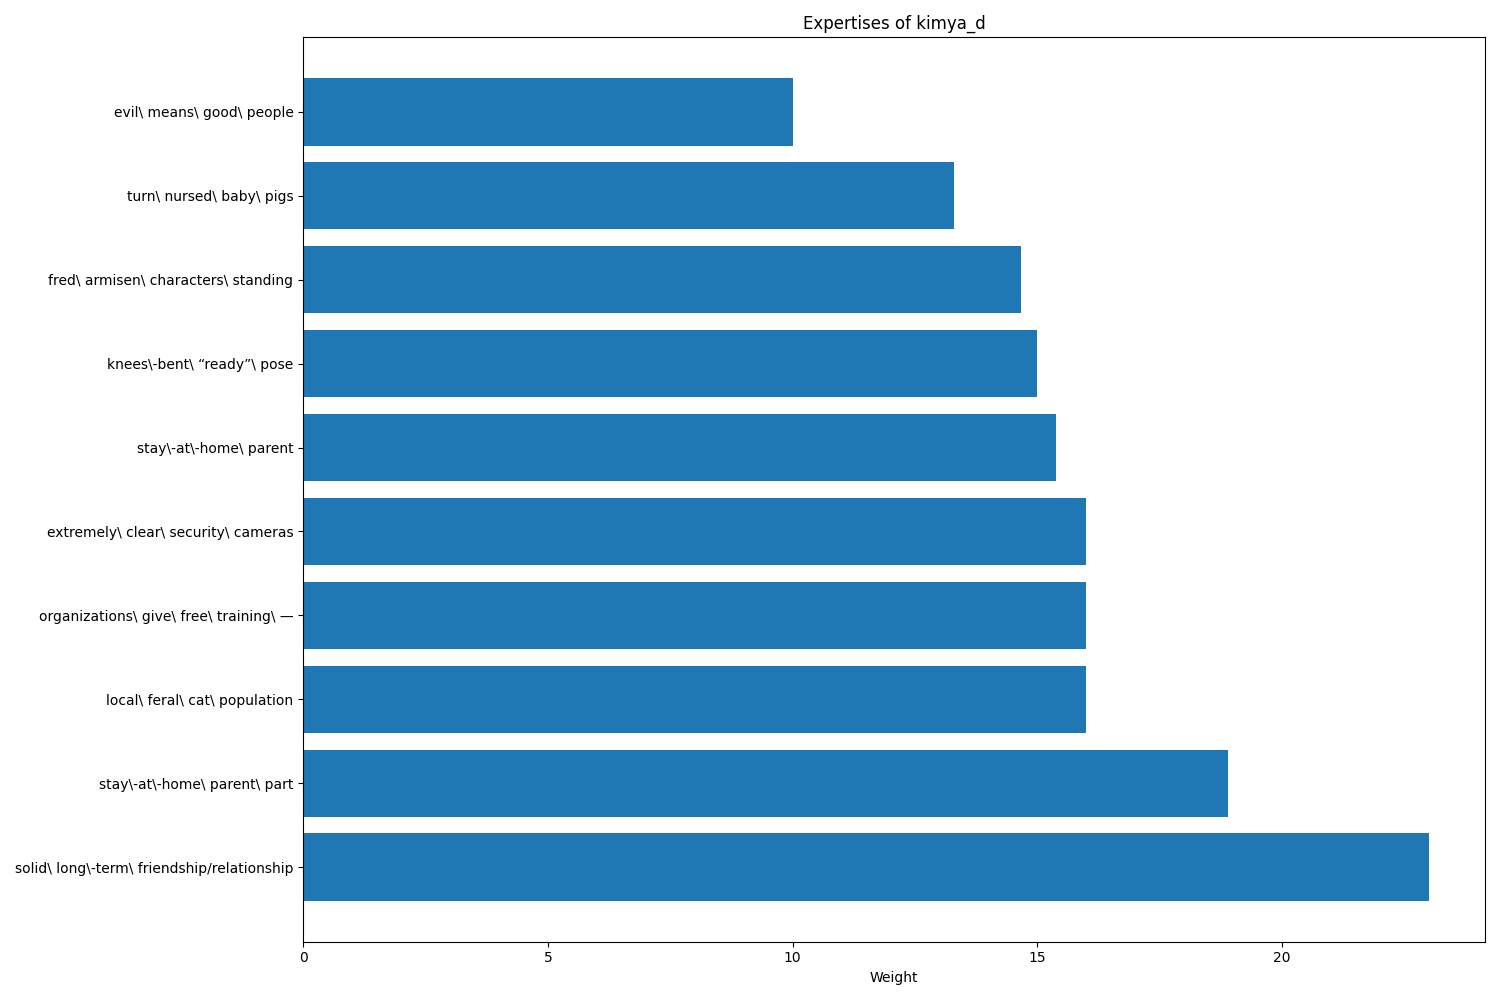 Expertises of kimya_d
evil\ means\ good\ people
turn\ nursed\ baby\ pigs
fred\ armisen\ characters\ standing
knees\-bent\ “ready”\ pose
stay\-at\-home\ parent
extremely\ clear\ security\ cameras
organizations\ give\ free\ training\ —
local\ feral\ cat\ population
stay\-at\-home\ parent\ part
solid\ long\-term\ friendship/relationship
0 5 10 15 20
Weight